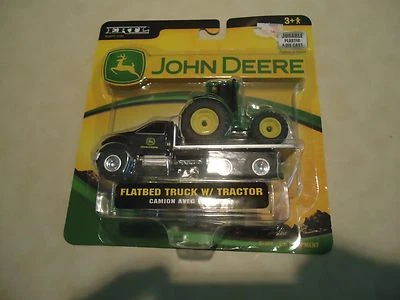 ERTL
3+
DURABLE
PLASTIC
& DIE CAST
JOHN DEERE
JOHN DEERE
FLATBED TRUCK W/ TRACTOR
CAMION AVEC